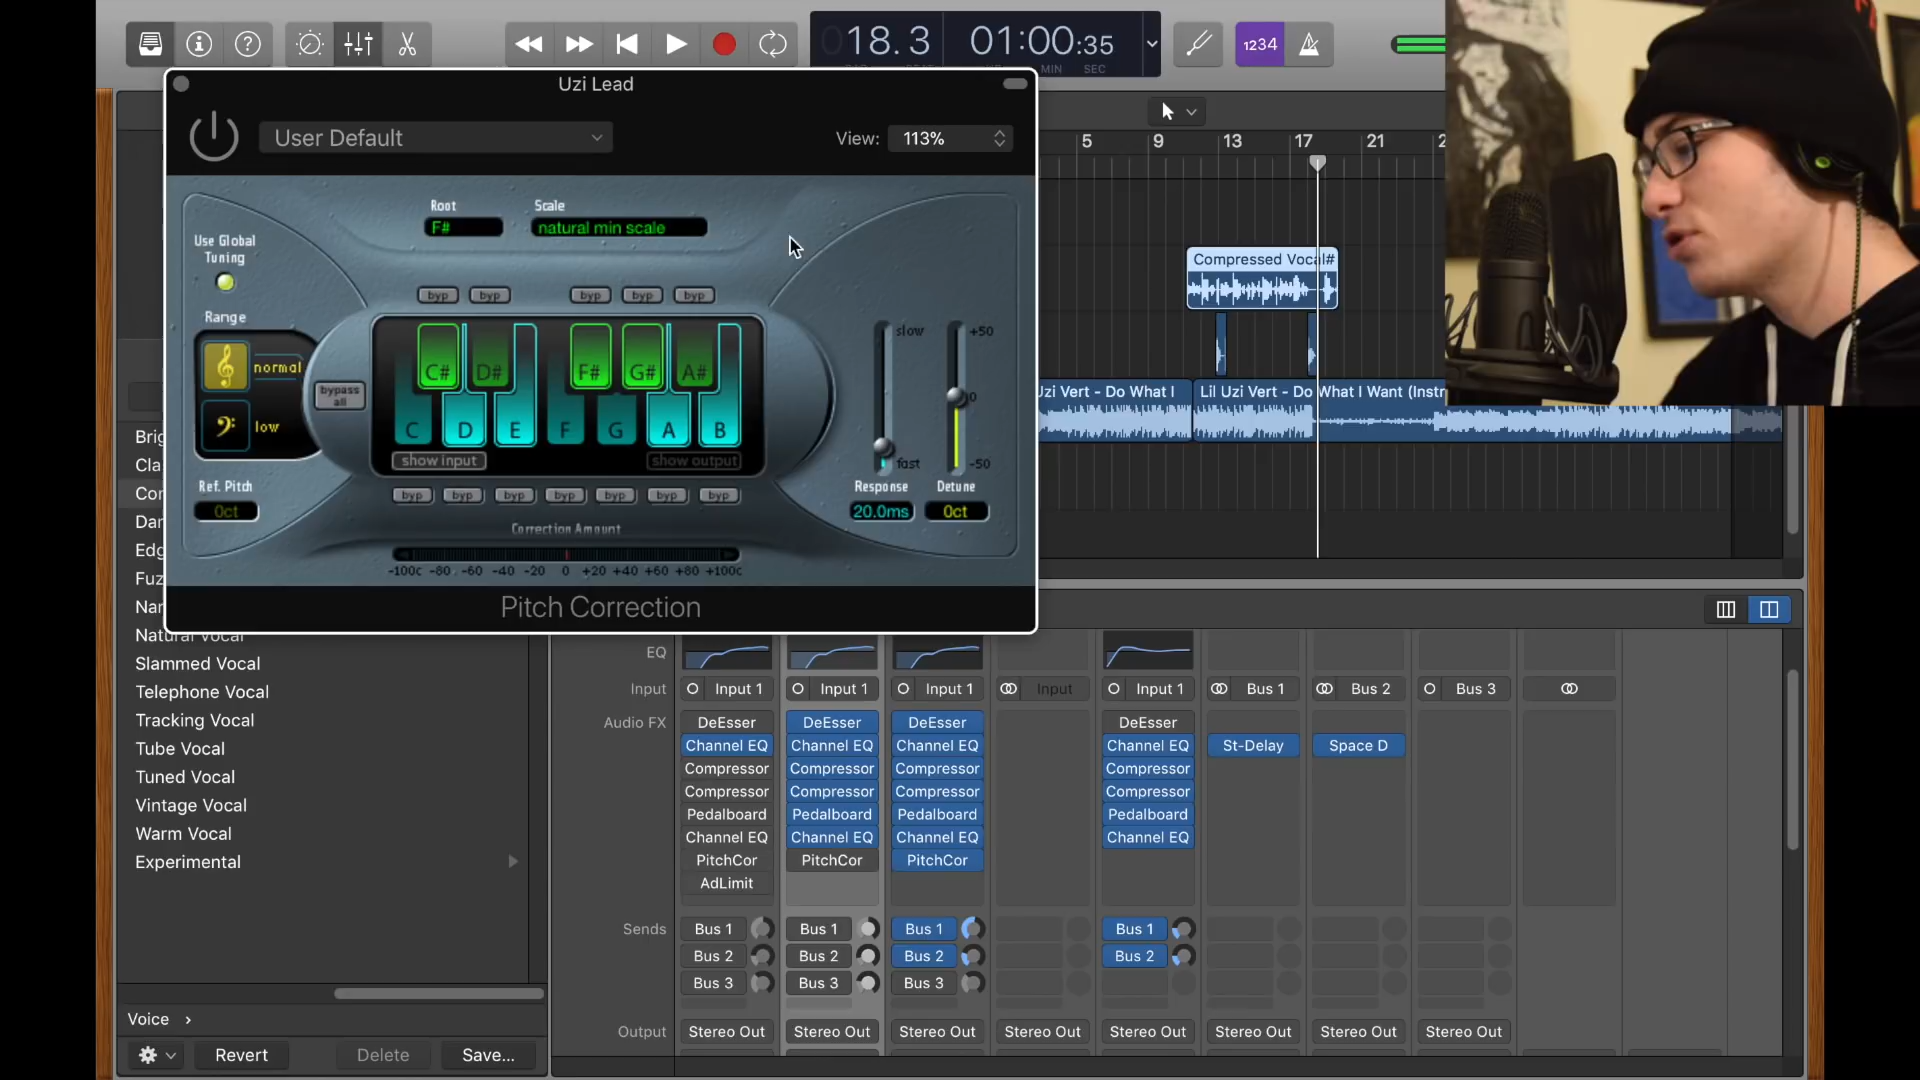 18.3
01:00:35
MIN
SEC
1234
Uzi Lead
User Default
View:
113%
5
9
13
17
21
2
Root
F#
Scale
natural min scale
Use Global
Tuning
Range
normal
low
Ref. Pitch
0ct
byp
byp
byp
byp
byp
bypass
all
C#
D#
F#
G#
A#
C
D
E
F
G
A
B
show input
show output
byp
byp
byp
byp
byp
byp
byp
Correction Amount
-100c -80 -60 -40 -20 0 +20 +40 +60 +80 +100c
slow
fast
Response
20.0ms
+50
0
-50
Detune
0ct
Pitch Correction
Compressed Vocal#
Uzi Vert - Do What I
Lil Uzi Vert - Do What I Want (Instr
Brig
Cla
Cor
Dar
Edg
Fuz
Nar
Natural Vocal
Slammed Vocal
Telephone Vocal
Tracking Vocal
Tube Vocal
Tuned Vocal
Vintage Vocal
Warm Vocal
Experimental
Voice
Revert
Delete
Save...
EQ
Input
Input 1
Input 1
Input 1
Input
Input 1
Bus 1
Bus 2
Bus 3
Audio FX
DeEsser
DeEsser
DeEsser
DeEsser
Channel EQ
Channel EQ
Channel EQ
Channel EQ
St-Delay
Space D
Compressor
Compressor
Compressor
Compressor
Compressor
Compressor
Compressor
Compressor
Pedalboard
Pedalboard
Pedalboard
Pedalboard
Channel EQ
Channel EQ
Channel EQ
Channel EQ
PitchCor
PitchCor
PitchCor
AdLimit
Sends
Bus 1
Bus 1
Bus 1
Bus 1
Bus 2
Bus 2
Bus 2
Bus 2
Bus 3
Bus 3
Bus 3
Output
Stereo Out
Stereo Out
Stereo Out
Stereo Out
Stereo Out
Stereo Out
Stereo Out
Stereo Out